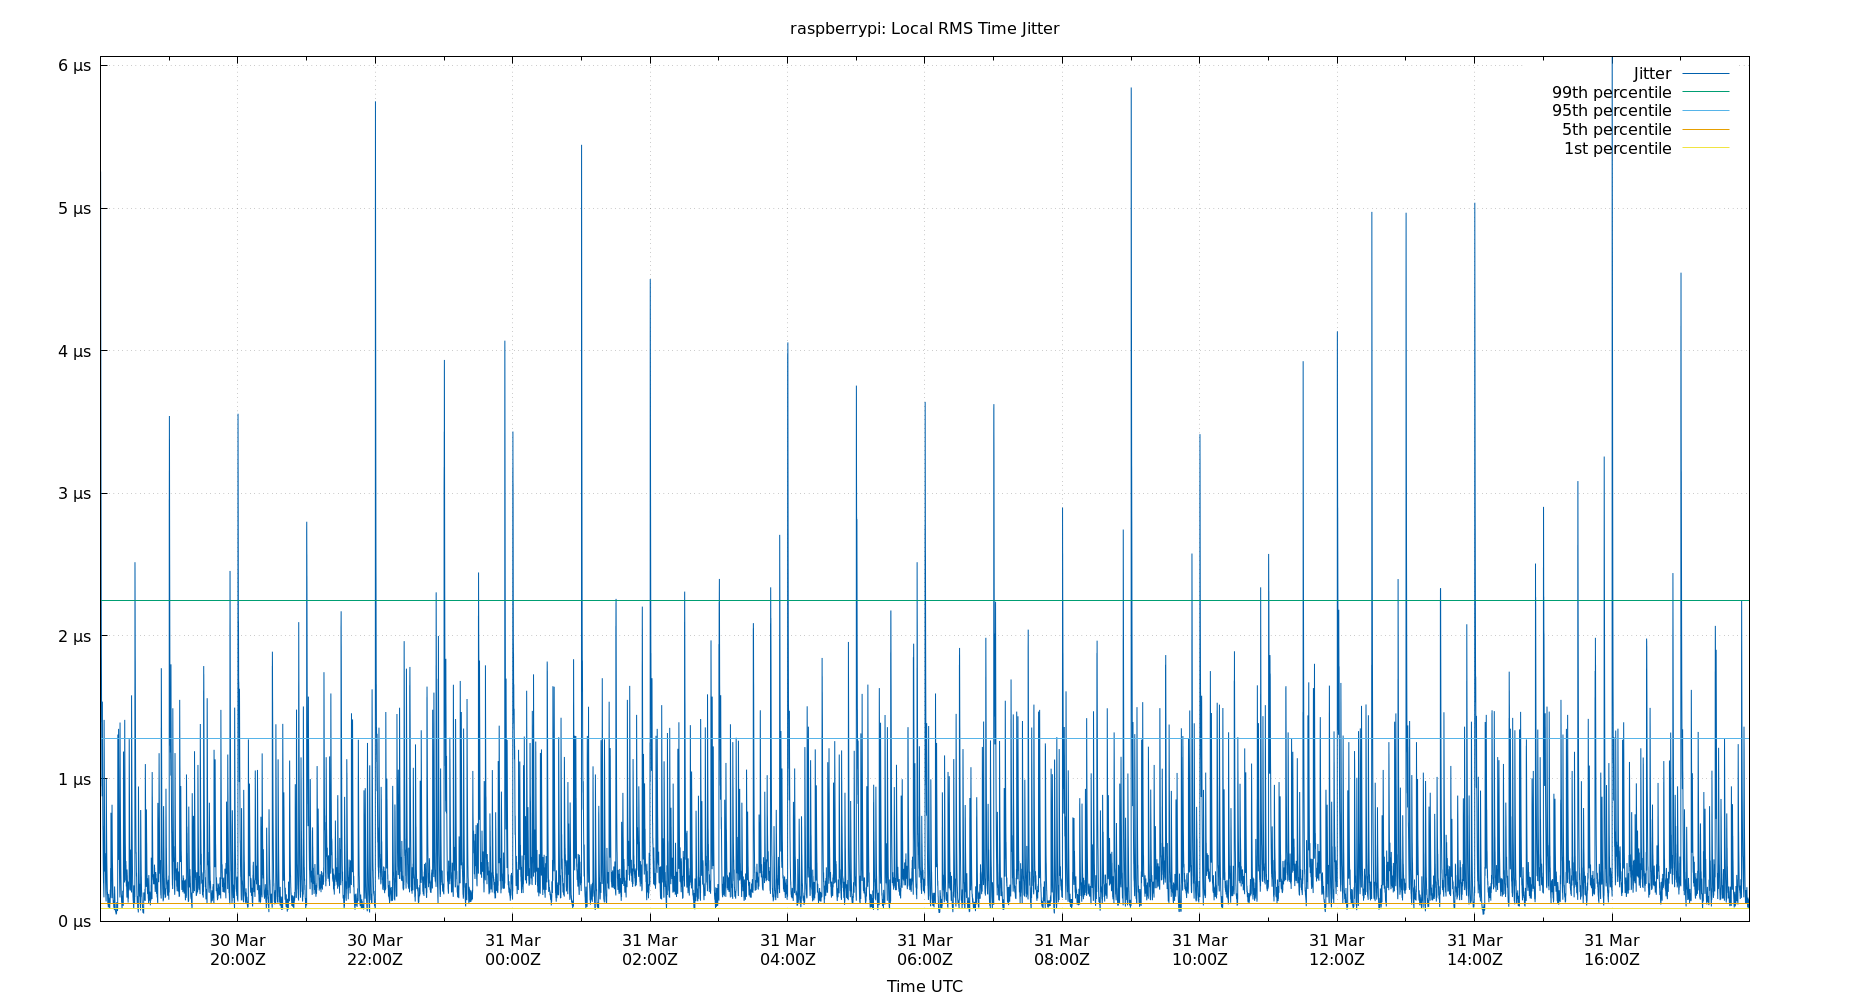 raspberrypi: Local RMS Time Jitter
6 µs
5 µs
4 µs
3 µs
2 µs
1 µs
0 µs
Jitter
99th percentile
95th percentile
5th percentile
1st percentile
30 Mar 30 Mar 31 Mar 31 Mar 31 Mar 31 Mar 31 Mar 31 Mar 31 Mar 31 Mar 31 Mar
20:00Z 22:00Z 00:00Z 02:00Z 04:00Z 06:00Z 08:00Z 10:00Z 12:00Z 14:00Z 16:00Z
Time UTC